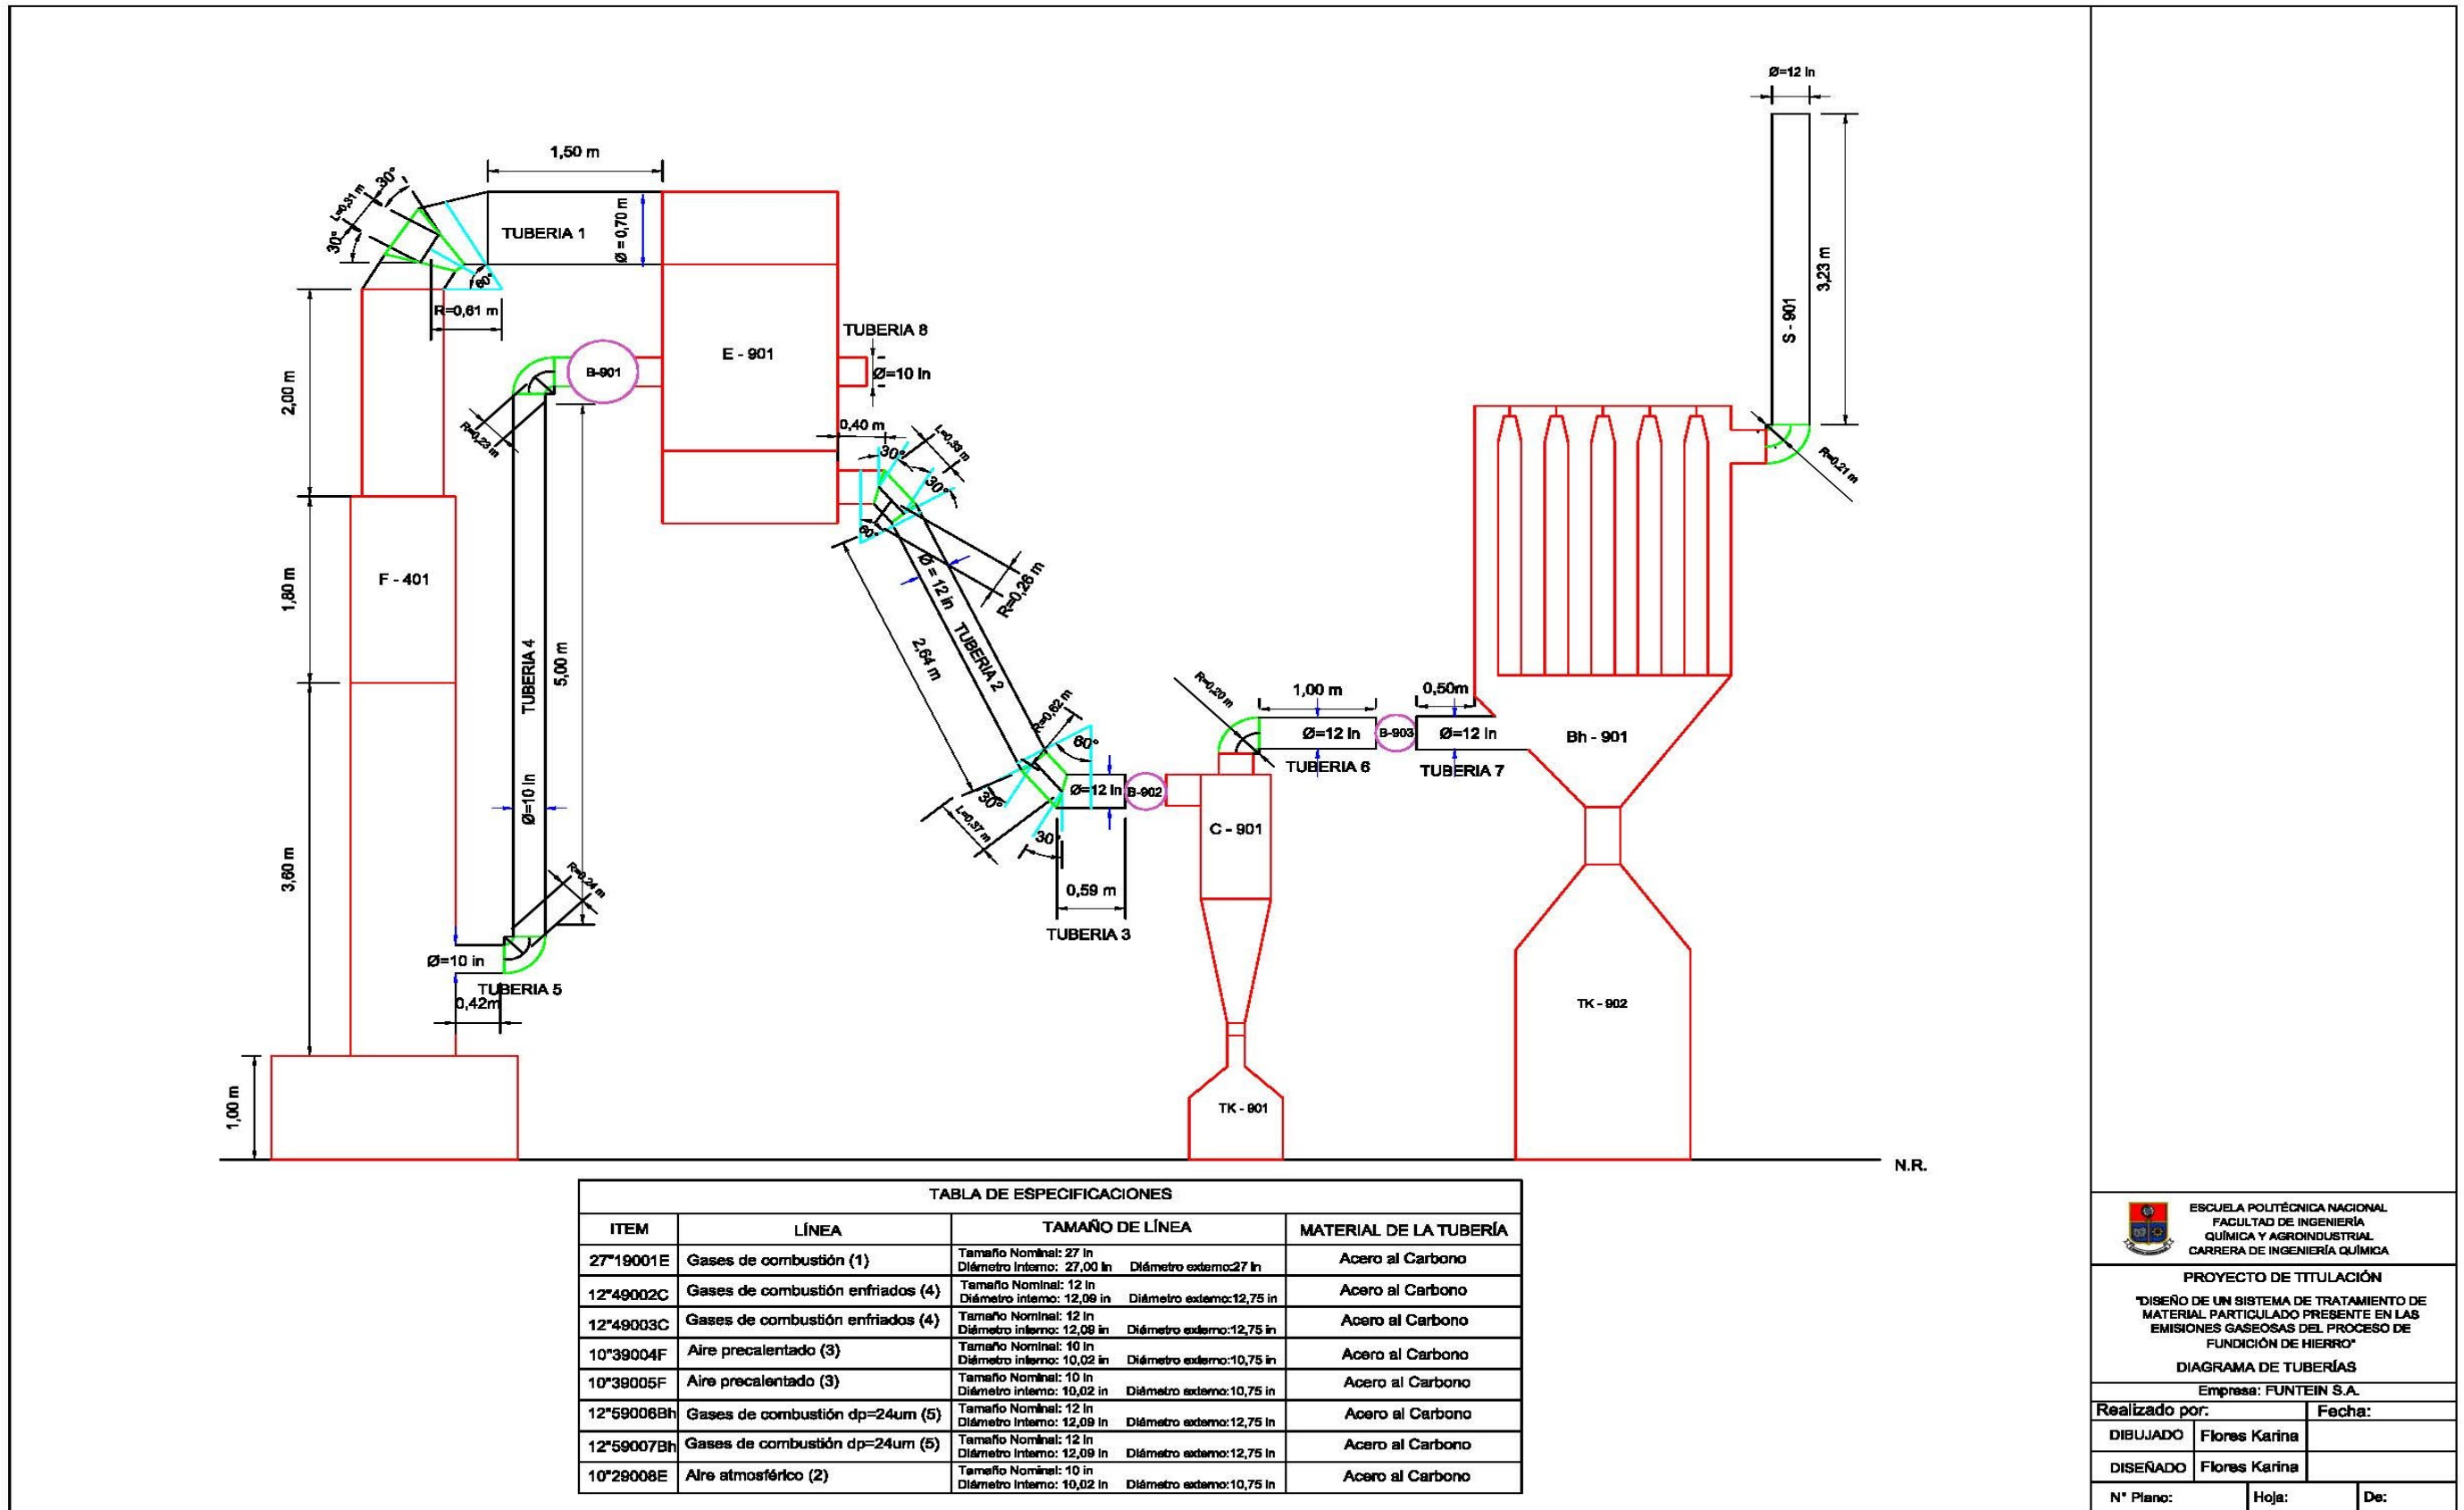 Ø=12 in
1,50 m
30°
L=0,31 m
30°
TUBERIA 1
Ø = 0,70 m
60°
R=0,61 m
3,23 m
S - 901
TUBERIA 8
E - 901
B-901
Ø=10 in
2,00 m
R=0,23 m
0,40 m
L=0,33 m
30°
30°
60°
R=0,21 m
R=0,26 m
Ø = 12 in
TUBERIA 2
2,64 m
1,80 m
F - 401
TUBERIA 4
5,00 m
Ø=10 in
R=0,20 m
1,00 m
0,50m
R=0,62 m
60°
Ø=12 in
B-903
Ø=12 in
Bh - 901
TUBERIA 6
TUBERIA 7
Ø=12 in
B-902
30°
L=0,37 m
30°
C - 901
3,60 m
R=0,24 m
0,59 m
TUBERIA 3
Ø=10 in
TUBERIA 5
0,42m
TK - 902
1,00 m
TK - 901
N.R.
TABLA DE ESPECIFICACIONES
ITEM LÍNEA TAMAÑO DE LÍNEA MATERIAL DE LA TUBERÍA
27"19001E Gases de combustión (1) Tamaño Nominal: 27 in Acero al Carbono
Diámetro interno: 27,00 in Diámetro externo:27 in
12"49002C Gases de combustión enfriados (4) Tamaño Nominal: 12 in Acero al Carbono
Diámetro interno: 12,09 in Diámetro externo:12,75 in
12"49003C Gases de combustión enfriados (4) Tamaño Nominal: 12 in Acero al Carbono
Diámetro interno: 12,09 in Diámetro externo:12,75 in
10"39004F Aire precalentado (3) Tamaño Nominal: 10 in Acero al Carbono
Diámetro interno: 10,02 in Diámetro externo:10,75 in
10"39005F Aire precalentado (3) Tamaño Nominal: 10 in Acero al Carbono
Diámetro interno: 10,02 in Diámetro externo:10,75 in
12"59006Bh Gases de combustión dp=24um (5) Tamaño Nominal: 12 in Acero al Carbono
Diámetro interno: 12,09 in Diámetro externo:12,75 in
12"59007Bh Gases de combustión dp=24um (5) Tamaño Nominal: 12 in Acero al Carbono
Diámetro interno: 12,09 in Diámetro externo:12,75 in
10"29008E Aire atmosférico (2) Tamaño Nominal: 10 in Acero al Carbono
Diámetro interno: 10,02 in Diámetro externo:10,75 in
ESCUELA POLITÉCNICA NACIONAL
FACULTAD DE INGENIERÍA
QUÍMICA Y AGROINDUSTRIAL
CARRERA DE INGENIERÍA QUÍMICA
PROYECTO DE TITULACIÓN
"DISEÑO DE UN SISTEMA DE TRATAMIENTO DE
MATERIAL PARTICULADO PRESENTE EN LAS
EMISIONES GASEOSAS DEL PROCESO DE
FUNDICIÓN DE HIERRO"
DIAGRAMA DE TUBERÍAS
Empresa: FUNTEIN S.A.
Realizado por: Fecha:
DIBUJADO Flores Karina
DISEÑADO Flores Karina
N° Plano: Hoja: De: